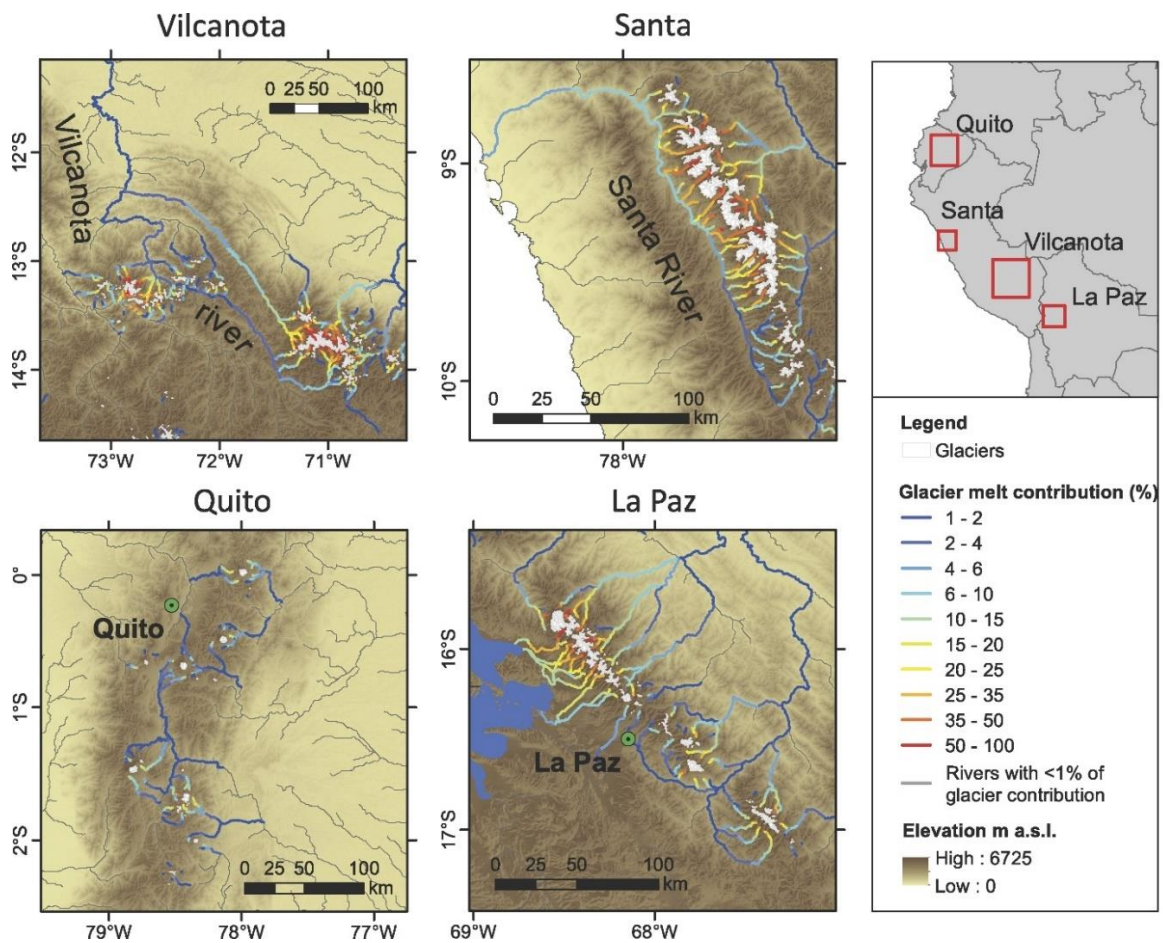 Vilcanota
0 25 50 100
km
Vilcanota
river
12°S
13°S
14°S
73°W 72°W 71°W
Santa
9°S
10°S
Santa River
0 25 50 100
km
78°W
Quito
Santa
Vilcanota
La Paz
Legend
Glaciers
Glacier melt contribution (%)
1 - 2
2 - 4
4 - 6
6 - 10
10 - 15
15 - 20
20 - 25
25 - 35
35 - 50
50 - 100
Rivers with <1% of
glacier contribution
Elevation m a.s.l.
High : 6725
Low : 0
Quito
0°
1°S
2°S
Quito
0 25 50 100
km
79°W 78°W 77°W
La Paz
16°S
17°S
La Paz
0 25 50 100
km
69°W 68°W